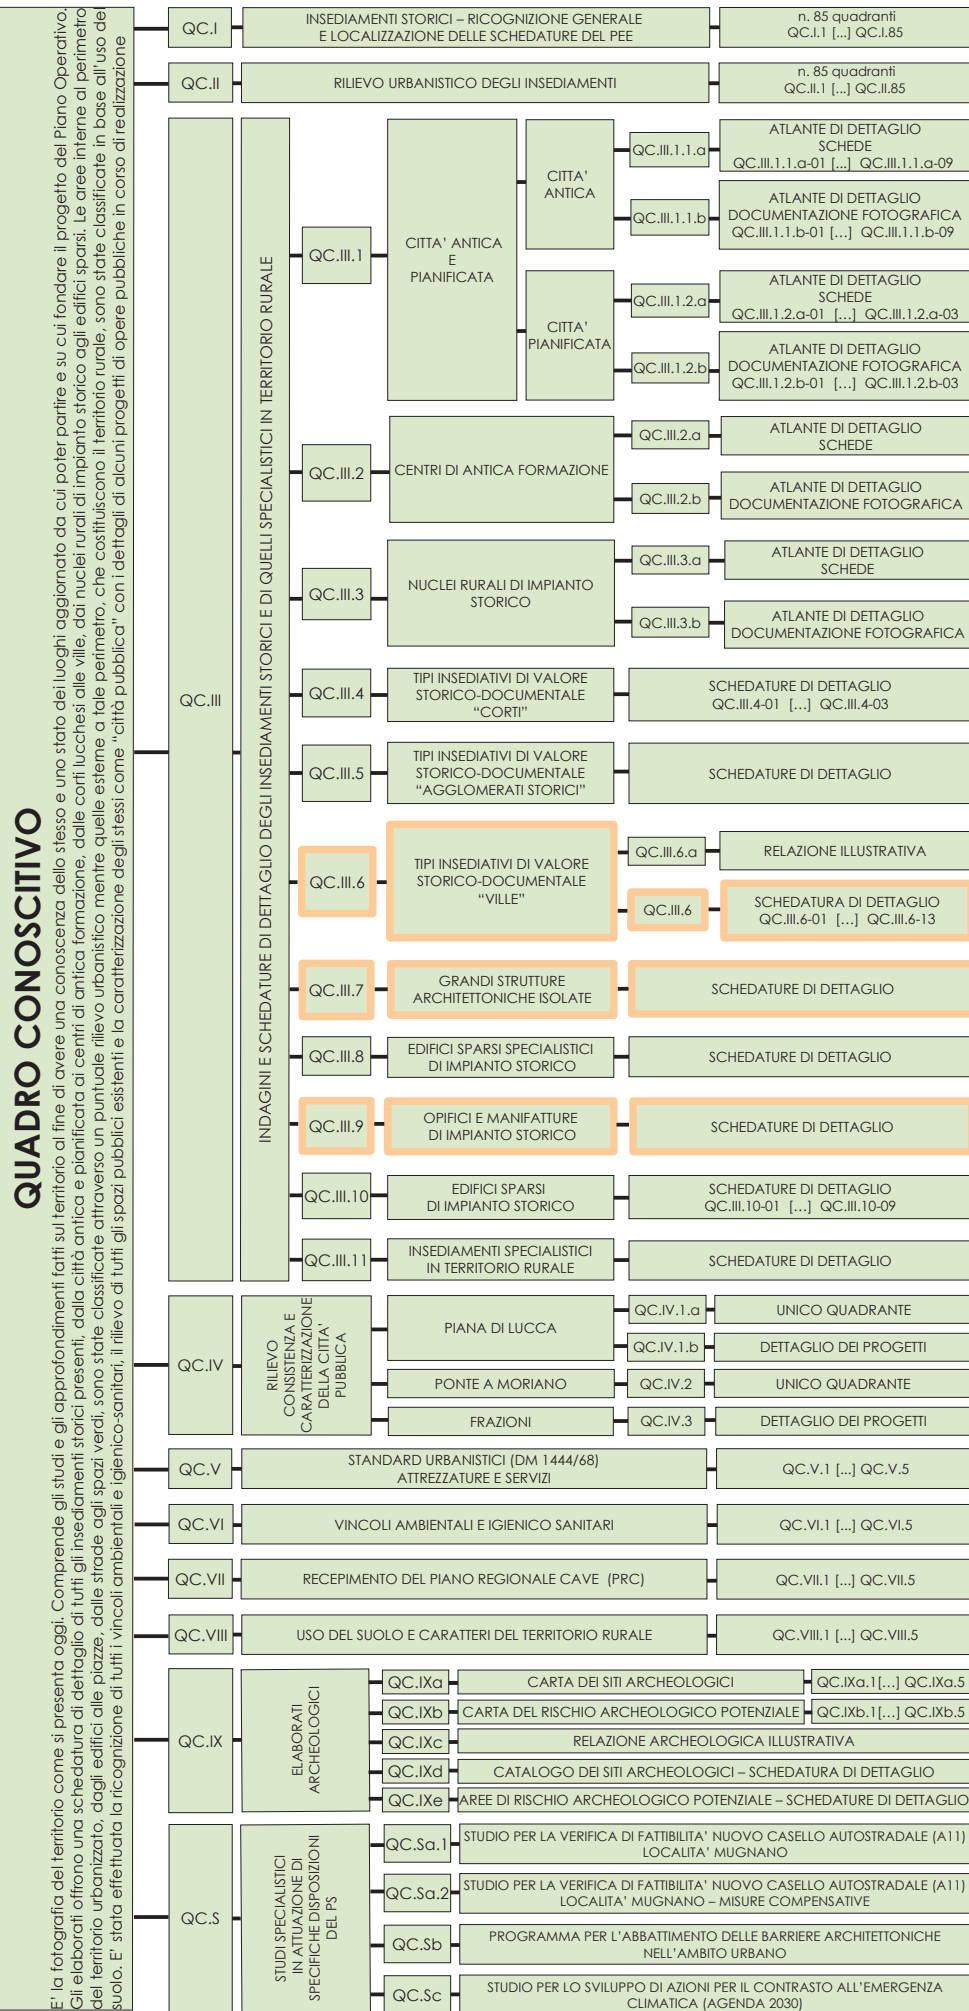 QUADRO CONOSCITIVO
E' la fotografia del territorio come si presenta oggi. Comprende gli studi e gli approfondimenti fatti sul territorio al fine di avere una conoscenza dello stesso e uno stato dei luoghi aggiornato da cui poter partire e su cui fondare il progetto del Piano Operativo.
Gli elaborati offrono una schedatura di dettaglio di tutti gli insediamenti storici presenti, dalla città antica e pianificata ai centri di antica formazione, dalle corti lucchesi alle ville, dai nuclei rurali di impianto storico agli edifici sparsi. Le aree interne al perimetro
del territorio urbanizzato, dagli edifici alle piazze, dalle strade agli spazi verdi, sono state classificate attraverso un puntuale rilievo urbanistico mentre quelle esterne a tale perimetro, che costituiscono il territorio rurale, sono state classificate in base all'uso del
suolo. E' stata effettuata la ricognizione di tutti i vincoli ambientali e igienico-sanitari, il rilievo di tutti gli spazi pubblici esistenti e la caratterizzazione degli stessi come "città pubblica" con i dettagli di alcuni progetti di opere pubbliche in corso di realizzazione
QC.I
INSEDIAMENTI STORICI – RICOGNIZIONE GENERALE
E LOCALIZZAZIONE DELLE SCHEDATURE DEL PEE
n. 85 quadranti
QC.I.1 [...] QC.I.85
QC.II
RILIEVO URBANISTICO DEGLI INSEDIAMENTI
n. 85 quadranti
QC.II.1 [...] QC.II.85
QC.III
INDAGINI E SCHEDATURE DI DETTAGLIO DEGLI INSEDIAMENTI STORICI E DI QUELLI SPECIALISTICI IN TERRITORIO RURALE
QC.III.1
CITTA' ANTICA
E
PIANIFICATA
CITTA'
ANTICA
QC.III.1.1.a
ATLANTE DI DETTAGLIO
SCHEDE
QC.III.1.1.a-01 [...] QC.III.1.1.a-09
QC.III.1.1.b
ATLANTE DI DETTAGLIO
DOCUMENTAZIONE FOTOGRAFICA
QC.III.1.1.b-01 [...] QC.III.1.1.b-09
CITTA'
PIANIFICATA
QC.III.1.2.a
ATLANTE DI DETTAGLIO
SCHEDE
QC.III.1.2.a-01 [...] QC.III.1.2.a-03
QC.III.1.2.b
ATLANTE DI DETTAGLIO
DOCUMENTAZIONE FOTOGRAFICA
QC.III.1.2.b-01 [...] QC.III.1.2.b-03
QC.III.2
CENTRI DI ANTICA FORMAZIONE
QC.III.2.a
ATLANTE DI DETTAGLIO
SCHEDE
QC.III.2.b
ATLANTE DI DETTAGLIO
DOCUMENTAZIONE FOTOGRAFICA
QC.III.3
NUCLEI RURALI DI IMPIANTO
STORICO
QC.III.3.a
ATLANTE DI DETTAGLIO
SCHEDE
QC.III.3.b
ATLANTE DI DETTAGLIO
DOCUMENTAZIONE FOTOGRAFICA
QC.III.4
TIPI INSEDIATIVI DI VALORE
STORICO-DOCUMENTALE
"CORTI"
SCHEDATURE DI DETTAGLIO
QC.III.4-01 [...] QC.III.4-03
QC.III.5
TIPI INSEDIATIVI DI VALORE
STORICO-DOCUMENTALE
"AGGLOMERATI STORICI"
SCHEDATURE DI DETTAGLIO
QC.III.6
TIPI INSEDIATIVI DI VALORE
STORICO-DOCUMENTALE
"VILLE"
QC.III.6.a
RELAZIONE ILLUSTRATIVA
QC.III.6
SCHEDATURA DI DETTAGLIO
QC.III.6-01 [...] QC.III.6-13
QC.III.7
GRANDI STRUTTURE
ARCHITETTONICHE ISOLATE
SCHEDATURE DI DETTAGLIO
QC.III.8
EDIFICI SPARSI SPECIALISTICI
DI IMPIANTO STORICO
SCHEDATURE DI DETTAGLIO
QC.III.9
OPIFICI E MANIFATTURE
DI IMPIANTO STORICO
SCHEDATURE DI DETTAGLIO
QC.III.10
EDIFICI SPARSI
DI IMPIANTO STORICO
SCHEDATURE DI DETTAGLIO
QC.III.10-01 [...] QC.III.10-09
QC.III.11
INSEDIAMENTI SPECIALISTICI
IN TERRITORIO RURALE
SCHEDATURE DI DETTAGLIO
QC.IV
RILIEVO
CONSISTENZA E
CARATTERIZZAZIONE
DELLA CITTA'
PUBBLICA
PIANA DI LUCCA
QC.IV.1.a
UNICO QUADRANTE
QC.IV.1.b
DETTAGLIO DEI PROGETTI
PONTE A MORIANO
QC.IV.2
UNICO QUADRANTE
FRAZIONI
QC.IV.3
DETTAGLIO DEI PROGETTI
QC.V
STANDARD URBANISTICI (DM 1444/68)
ATTREZZATURE E SERVIZI
QC.V.1 [...] QC.V.5
QC.VI
VINCOLI AMBIENTALI E IGIENICO SANITARI
QC.VI.1 [...] QC.VI.5
QC.VII
RECEPIMENTO DEL PIANO REGIONALE CAVE (PRC)
QC.VII.1 [...] QC.VII.5
QC.VIII
USO DEL SUOLO E CARATTERI DEL TERRITORIO RURALE
QC.VIII.1 [...] QC.VIII.5
QC.IX
ELABORATI
ARCHEOLOGICI
QC.IXa
CARTA DEI SITI ARCHEOLOGICI
QC.IXa.1[...] QC.IXa.5
QC.IXb
CARTA DEL RISCHIO ARCHEOLOGICO POTENZIALE
QC.IXb.1[...] QC.IXb.5
QC.IXc
RELAZIONE ARCHEOLOGICA ILLUSTRATIVA
QC.IXd
CATALOGO DEI SITI ARCHEOLOGICI – SCHEDATURA DI DETTAGLIO
QC.IXe
AREE DI RISCHIO ARCHEOLOGICO POTENZIALE – SCHEDATURE DI DETTAGLIO
QC.S
STUDI SPECIALISTICI
IN ATTUAZIONE DI
SPECIFICHE DISPOSIZIONI
DEL PS
QC.Sa.1
STUDIO PER LA VERIFICA DI FATTIBILITA' NUOVO CASELLO AUTOSTRADALE (A11)
LOCALITA' MUGNANO
QC.Sa.2
STUDIO PER LA VERIFICA DI FATTIBILITA' NUOVO CASELLO AUTOSTRADALE (A11)
LOCALITA' MUGNANO – MISURE COMPENSATIVE
QC.Sb
PROGRAMMA PER L'ABBATTIMENTO DELLE BARRIERE ARCHITETTONICHE
NELL'AMBITO URBANO
QC.Sc
STUDIO PER LO SVILUPPO DI AZIONI PER IL CONTRASTO ALL'EMERGENZA
CLIMATICA (AGENDA 2030)